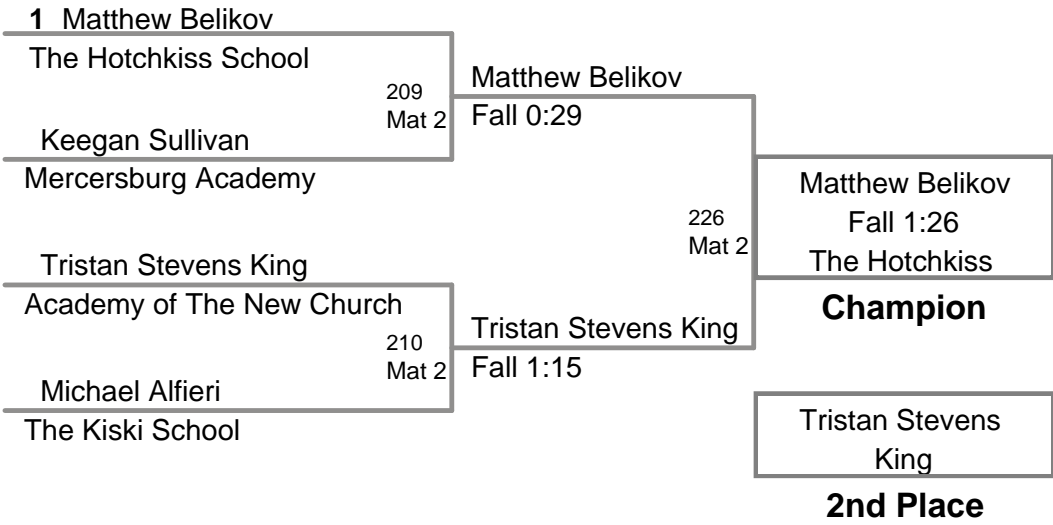 1 Matthew Belikov
The Hotchkiss School
209
Mat 2
Keegan Sullivan
Mercersburg Academy
Matthew Belikov
Fall 0:29
Tristan Stevens King
Academy of The New Church
210
Mat 2
Michael Alfieri
The Kiski School
Tristan Stevens King
Fall 1:15
226
Mat 2
Matthew Belikov
Fall 1:26
The Hotchkiss
Champion
Tristan Stevens
King
2nd Place